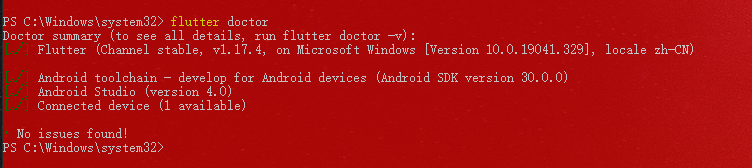 PS C:\Windows\system32> flutter doctor
Doctor summary (to see all details, run flutter doctor -v):
[√] Flutter (Channel stable, v1.17.4, on Microsoft Windows [Version 10.0.19041.329], locale zh-CN)
[√] Android toolchain - develop for Android devices (Android SDK version 30.0.0)
[√] Android Studio (version 4.0)
[√] Connected device (1 available)
• No issues found!
PS C:\Windows\system32>